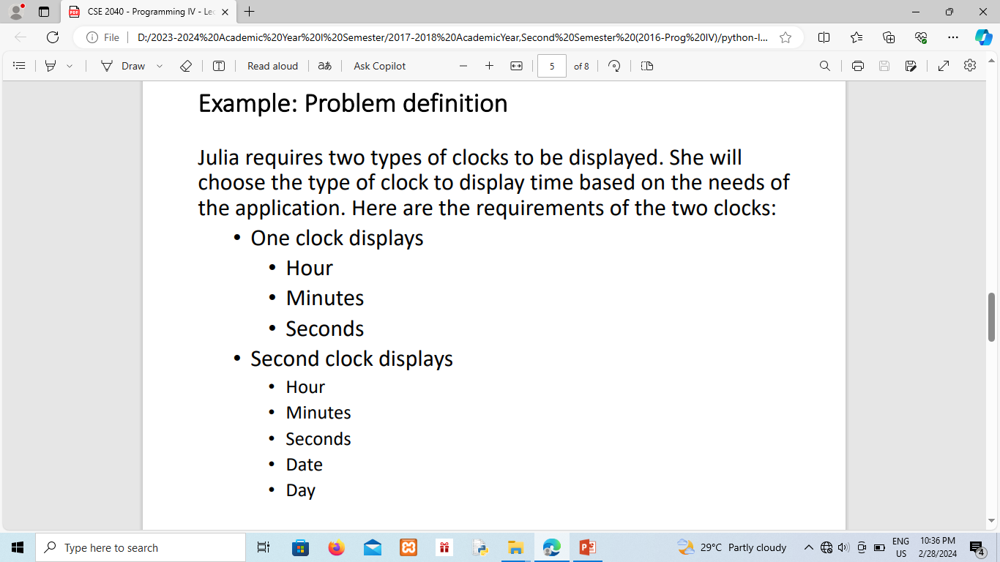 CSE 2040 - Programming IV - Lec
File
D:/2023-2024%20Academic%20Year%20I%20Semester/2017-2018%20AcademicYear,Second%20Semester%20(2016-Prog%20IV)/python-l...
Draw
Read aloud
aあ
Ask Copilot
5
of 8
Example: Problem definition
Julia requires two types of clocks to be displayed. She will
choose the type of clock to display time based on the needs of
the application. Here are the requirements of the two clocks:
• One clock displays
• Hour
• Minutes
• Seconds
• Second clock displays
• Hour
• Minutes
• Seconds
• Date
• Day
Type here to search
29°C Partly cloudy
ENG
US
10:36 PM
2/28/2024
4